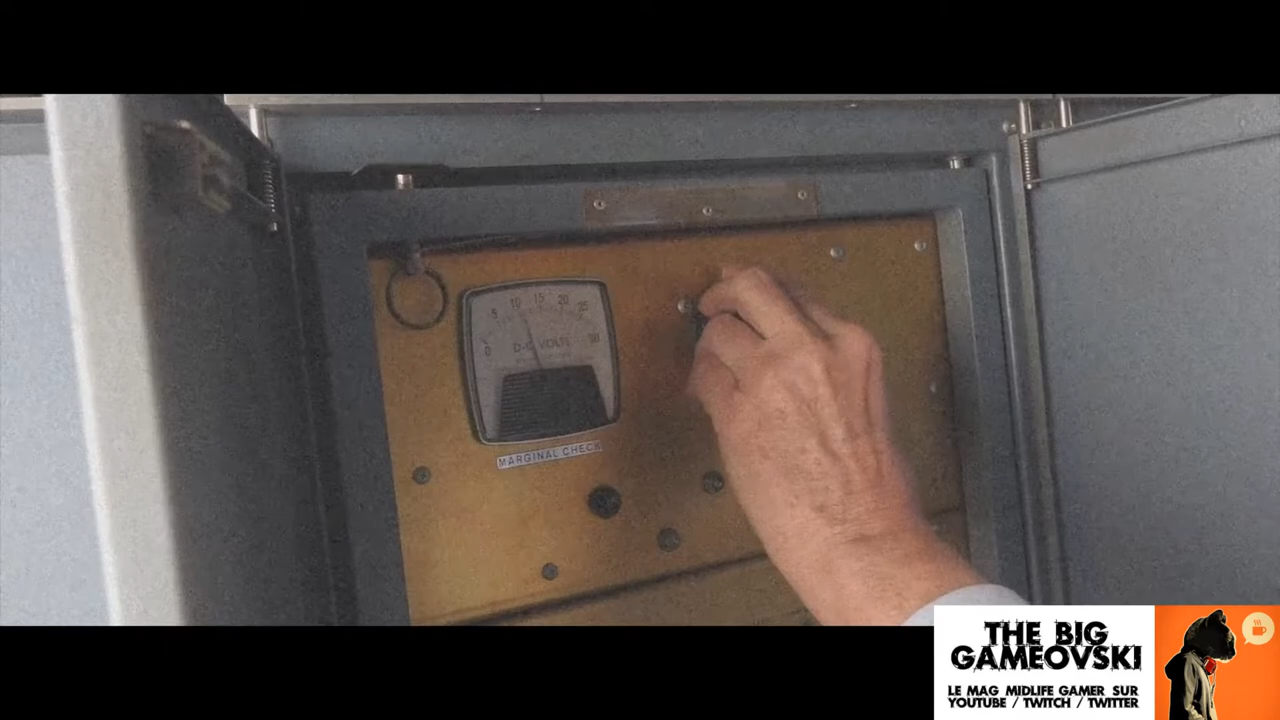 5 10 15 20 25
0 D-C VOLTS 30
MARGINAL CHECK
THE BIG
GAMEOVSKI
LE MAG MIDLIFE GAMER SUR
YOUTUBE / TWITCH / TWITTER